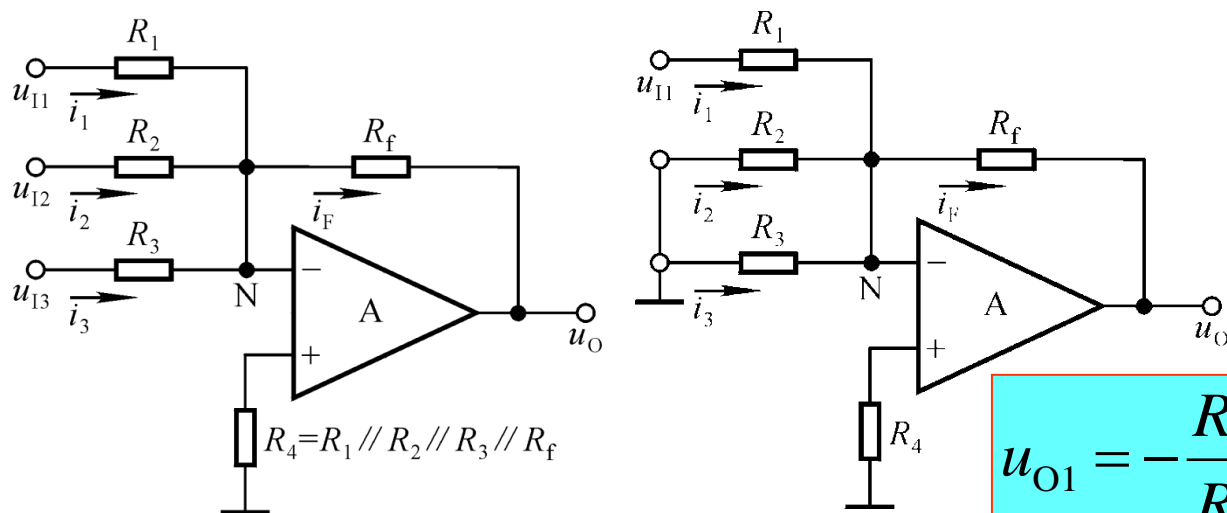 R1
uI1
i1
R2
Rf
uI2
i2
iF
R3
uI3
N
−
i3
A
uO
+
R4=R1 // R2 // R3 // Rf
R1
uI1
i1
R2
Rf
i2
iF
R3
N
−
i3
A
uO
+
R4
uO1 = − R
R